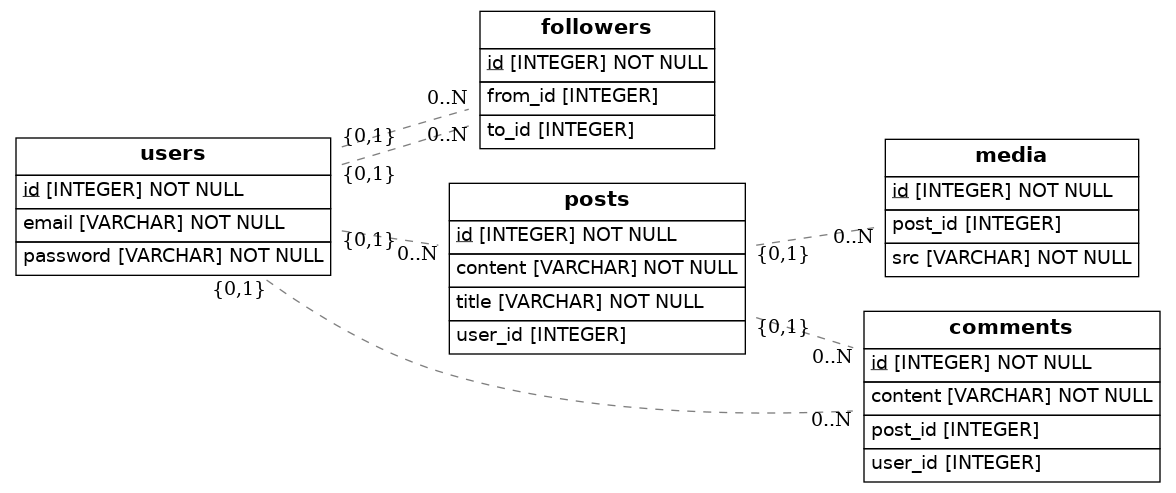 followers
id [INTEGER] NOT NULL
from_id [INTEGER]
to_id [INTEGER]
0..N
{0,1}
0..N
{0,1}
users
id [INTEGER] NOT NULL
email [VARCHAR] NOT NULL
password [VARCHAR] NOT NULL
{0,1}
0..N
{0,1}
posts
id [INTEGER] NOT NULL
content [VARCHAR] NOT NULL
title [VARCHAR] NOT NULL
user_id [INTEGER]
{0,1}
0..N
{0,1}
0..N
0..N
media
id [INTEGER] NOT NULL
post_id [INTEGER]
src [VARCHAR] NOT NULL
comments
id [INTEGER] NOT NULL
content [VARCHAR] NOT NULL
post_id [INTEGER]
user_id [INTEGER]